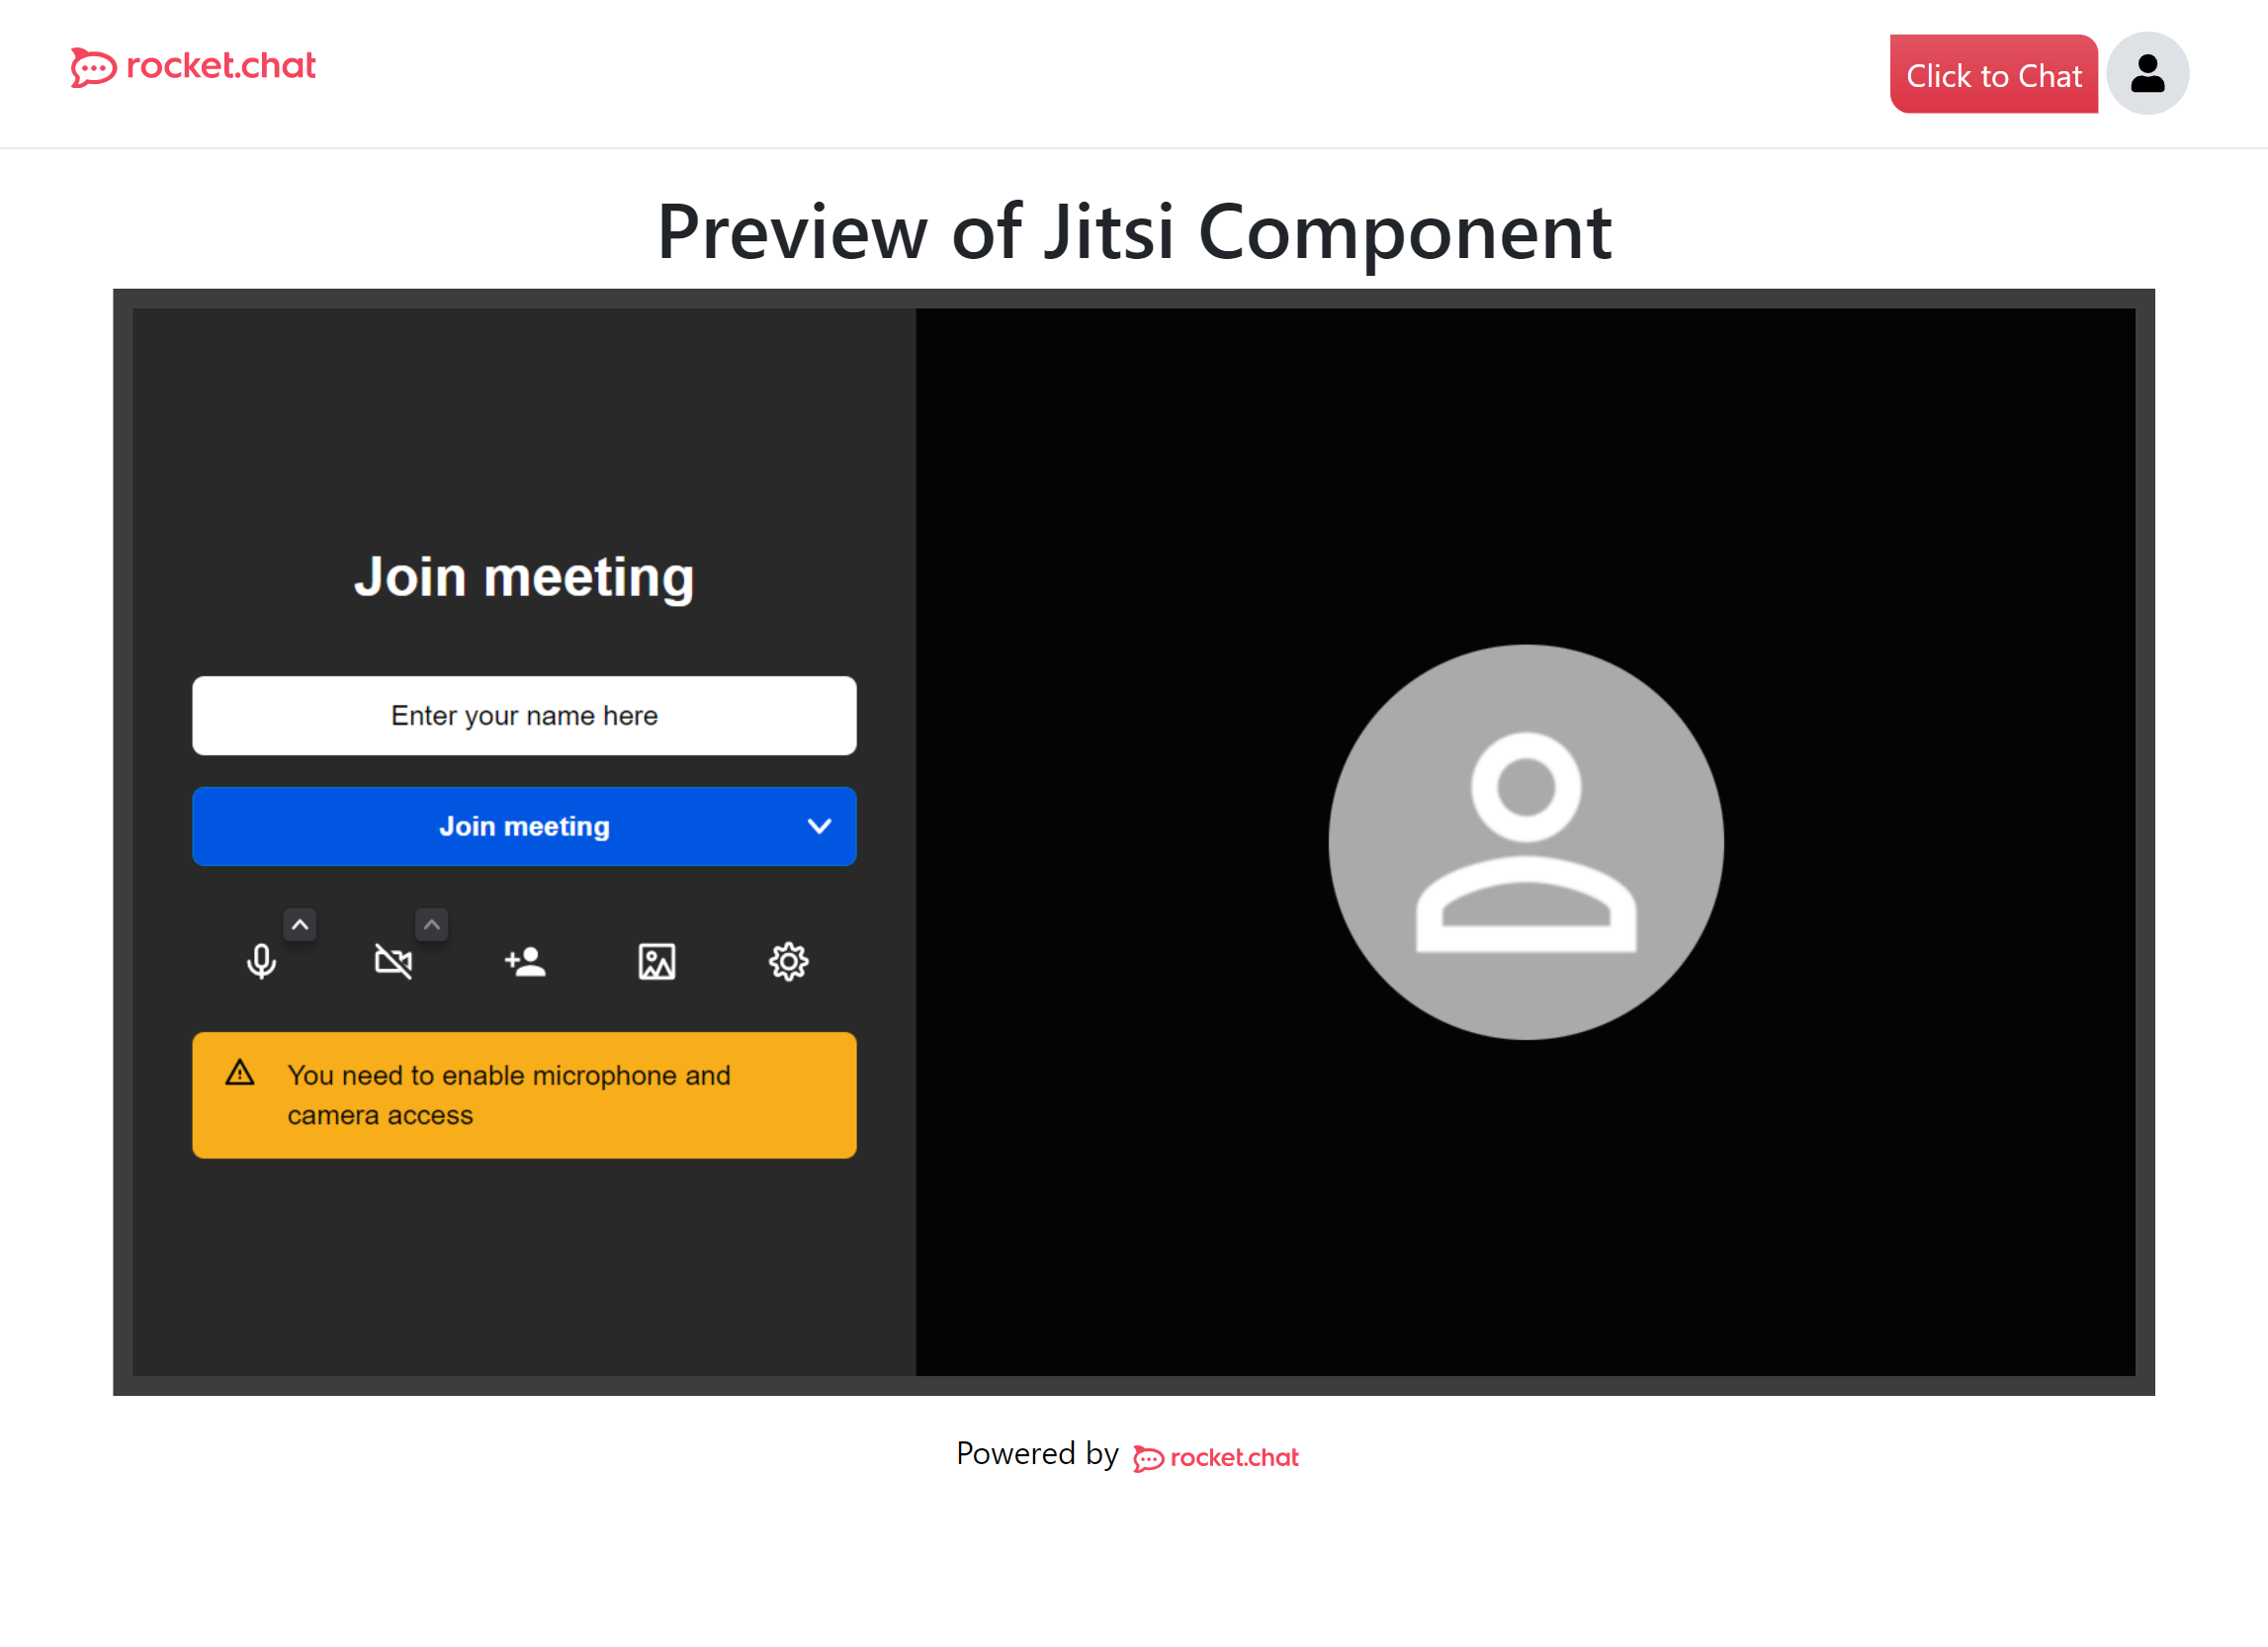 rocket.chat
Click to Chat
Preview of Jitsi Component
Join meeting
Enter your name here
Join meeting
You need to enable microphone and
camera access
Powered by rocket.chat